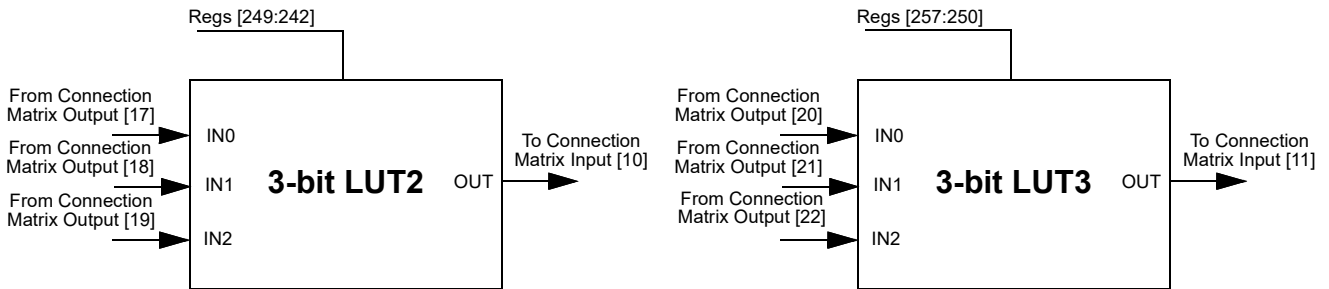 Regs [249:242]
From Connection
Matrix Output [17]
IN0
From Connection
Matrix Output [18]
IN1
From Connection
Matrix Output [19]
IN2
3-bit LUT2
OUT
To Connection
Matrix Input [10]
Regs [257:250]
From Connection
Matrix Output [20]
IN0
From Connection
Matrix Output [21]
IN1
From Connection
Matrix Output [22]
IN2
3-bit LUT3
OUT
To Connection
Matrix Input [11]